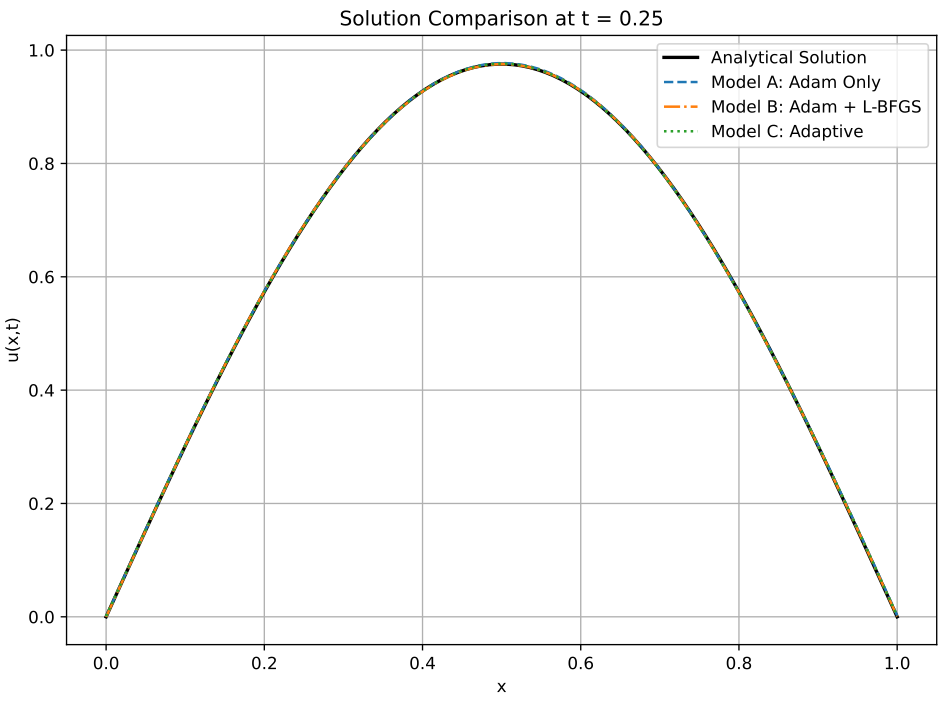 Solution Comparison at t = 0.25
Analytical Solution
Model A: Adam Only
Model B: Adam + L-BFGS
Model C: Adaptive
u(x,t)
1.0
0.8
0.6
0.4
0.2
0.0
0.0 0.2 0.4 0.6 0.8 1.0
x